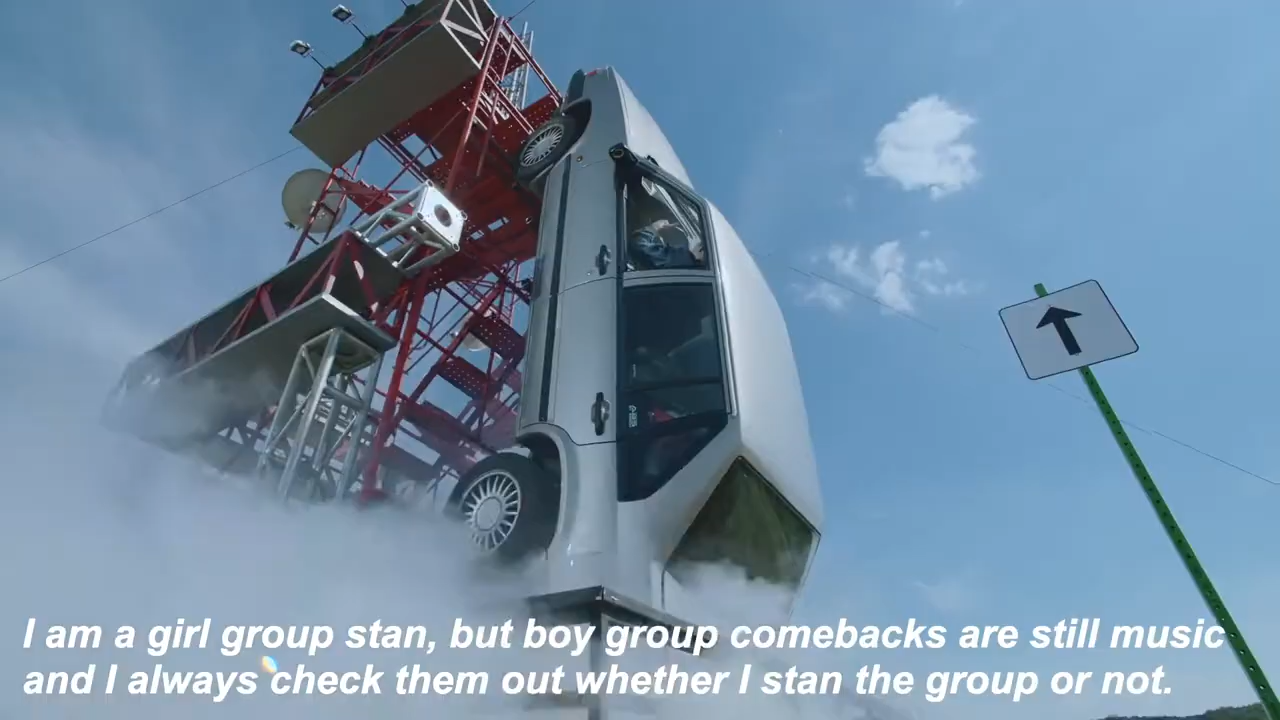 I am a girl group stan, but boy group comebacks are still music
and I always check them out whether I stan the group or not.